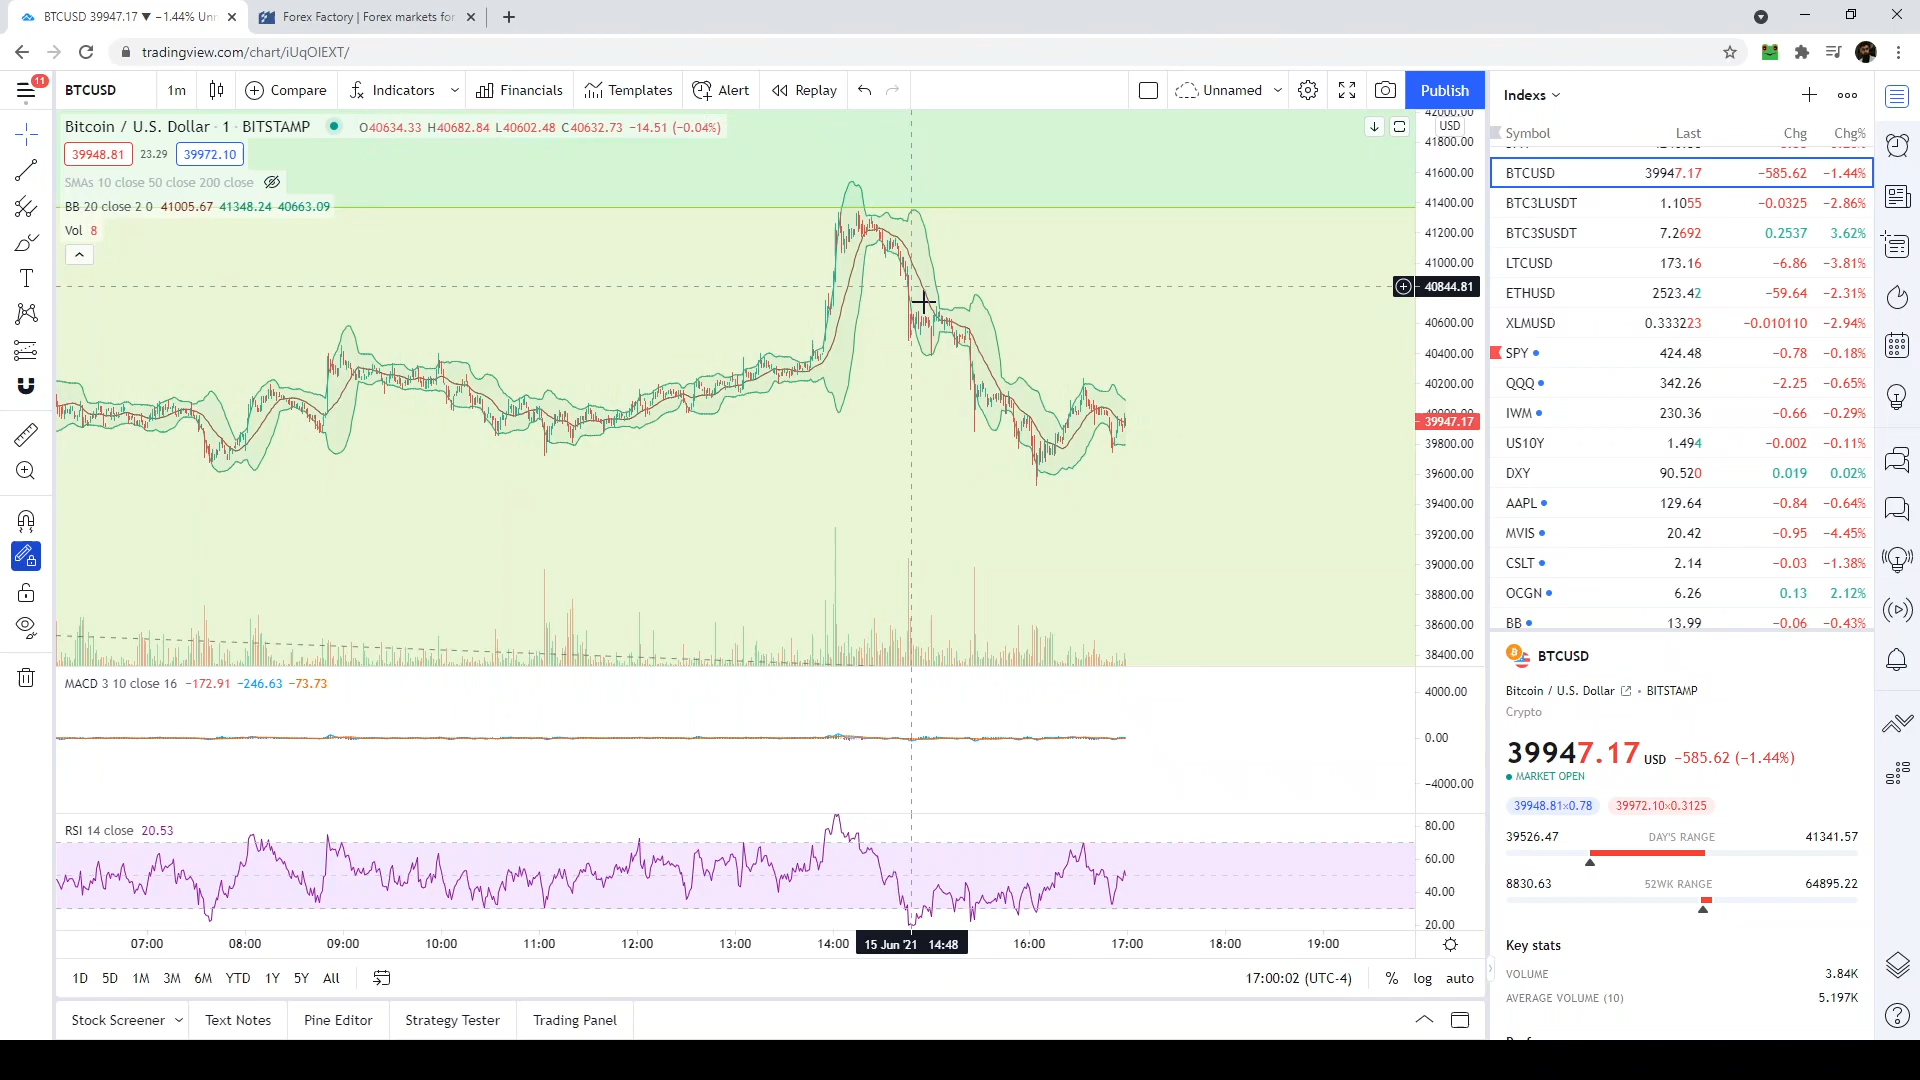 BTCUSD 39947.17 ▼ −1.44% Unn
Forex Factory | Forex markets for
tradingview.com/chart/iUqOIEXT/
11
BTCUSD 1m Compare Indicators Financials Templates Alert Replay Unnamed Publish
Bitcoin / U.S. Dollar · 1 · BITSTAMP O40634.33 H40682.84 L40602.48 C40632.73 −14.51 (−0.04%)
39948.81 23.29 39972.10
SMAs 10 close 50 close 200 close
BB 20 close 2 0 41005.67 41348.24 40663.09
Vol 8
42000.00
USD
41800.00
41600.00
41400.00
41200.00
41000.00
40844.81
40600.00
40400.00
40200.00
40000.00
39947.17
39800.00
39600.00
39400.00
39200.00
39000.00
38800.00
38600.00
38400.00
MACD 3 10 close 16 −172.91 −246.63 −73.73
4000.00
0.00
−4000.00
RSI 14 close 20.53
80.00
60.00
40.00
20.00
07:00 08:00 09:00 10:00 11:00 12:00 13:00 14:00 15 Jun '21 14:48 16:00 17:00 18:00 19:00
1D 5D 1M 3M 6M YTD 1Y 5Y All 17:00:02 (UTC-4) % log auto
Stock Screener Text Notes Pine Editor Strategy Tester Trading Panel
Indexs
Symbol Last Chg Chg%
BTCUSD 39947.17 −585.62 −1.44%
BTC3LUSDT 1.1055 −0.0325 −2.86%
BTC3SUSDT 7.2692 0.2537 3.62%
LTCUSD 173.16 −6.86 −3.81%
ETHUSD 2523.42 −59.64 −2.31%
XLMUSD 0.333223 −0.010110 −2.94%
SPY 424.48 −0.78 −0.18%
QQQ 342.26 −2.25 −0.65%
IWM 230.36 −0.66 −0.29%
US10Y 1.494 −0.002 −0.11%
DXY 90.520 0.019 0.02%
AAPL 129.64 −0.84 −0.64%
MVIS 20.42 −0.95 −4.45%
CSLT 2.14 −0.03 −1.38%
OCGN 6.26 0.13 2.12%
BB 13.99 −0.06 −0.43%
BTCUSD
Bitcoin / U.S. Dollar • BITSTAMP
Crypto
39947.17 USD −585.62 (−1.44%)
MARKET OPEN
39948.81×0.78 39972.10×0.3125
39526.47 DAY'S RANGE 41341.57
8830.63 52WK RANGE 64895.22
Key stats
VOLUME 3.84K
AVERAGE VOLUME (10) 5.197K